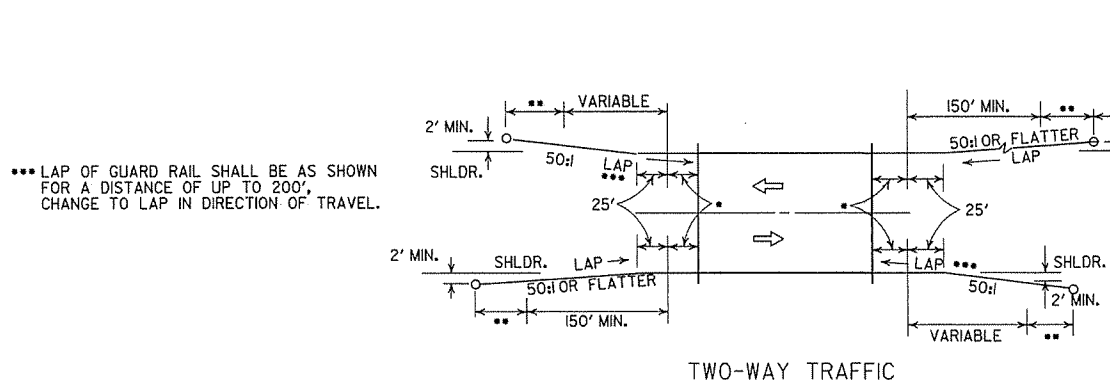 ** VARIABLE
150' MIN. **
2' MIN.
50:1 OR FLATTER
50:1
LAP
LAP
SHLDR.
***
*** LAP OF GUARD RAIL SHALL BE AS SHOWN
FOR A DISTANCE OF UP TO 200',
CHANGE TO LAP IN DIRECTION OF TRAVEL.
25' * * 25'
2' MIN. SHLDR. LAP
LAP *** SHLDR.
50:1 OR FLATTER
50:1
2' MIN.
** 150' MIN.
VARIABLE **
TWO-WAY TRAFFIC